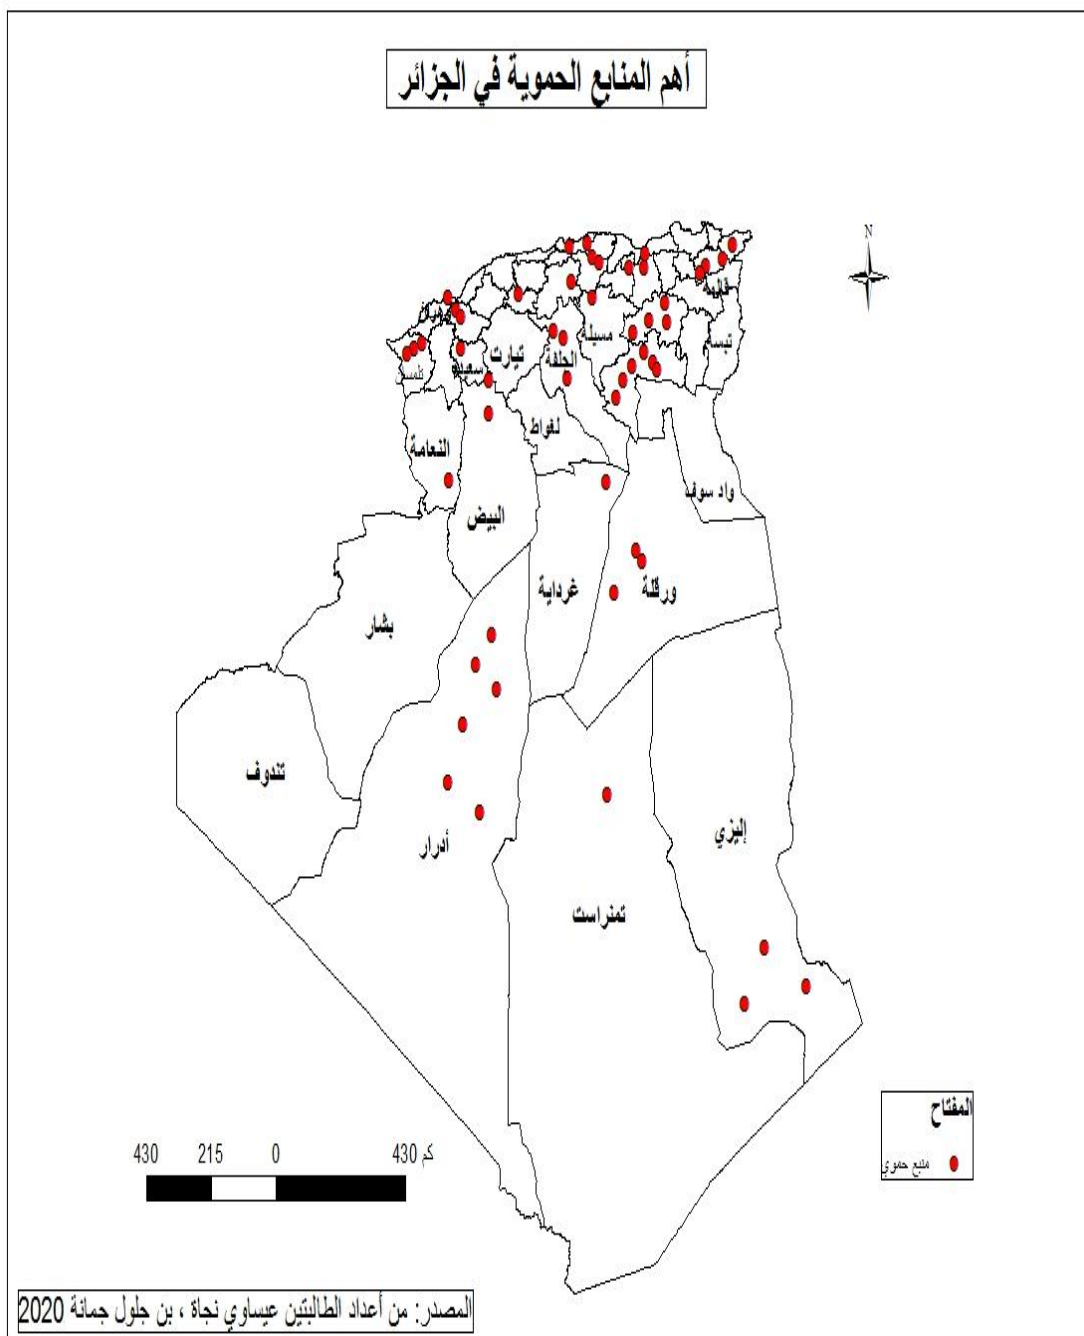 أهم المنابع الحموية في الجزائر
N
قالمة
وهران
تبسة
مسيلة
تيارت
الجلفة
سعيدة
تلمسان
لغواط
النعامة
واد سوف
البيض
غرداية
ورقلة
بشار
تندوف
إليزي
أدرار
تمنراست
المفتاح
منبع حموي
430 215 0 430 كم
المصدر: من أعداد الطالبتين عيساوي نجاة ، بن جلول جمانة 2020